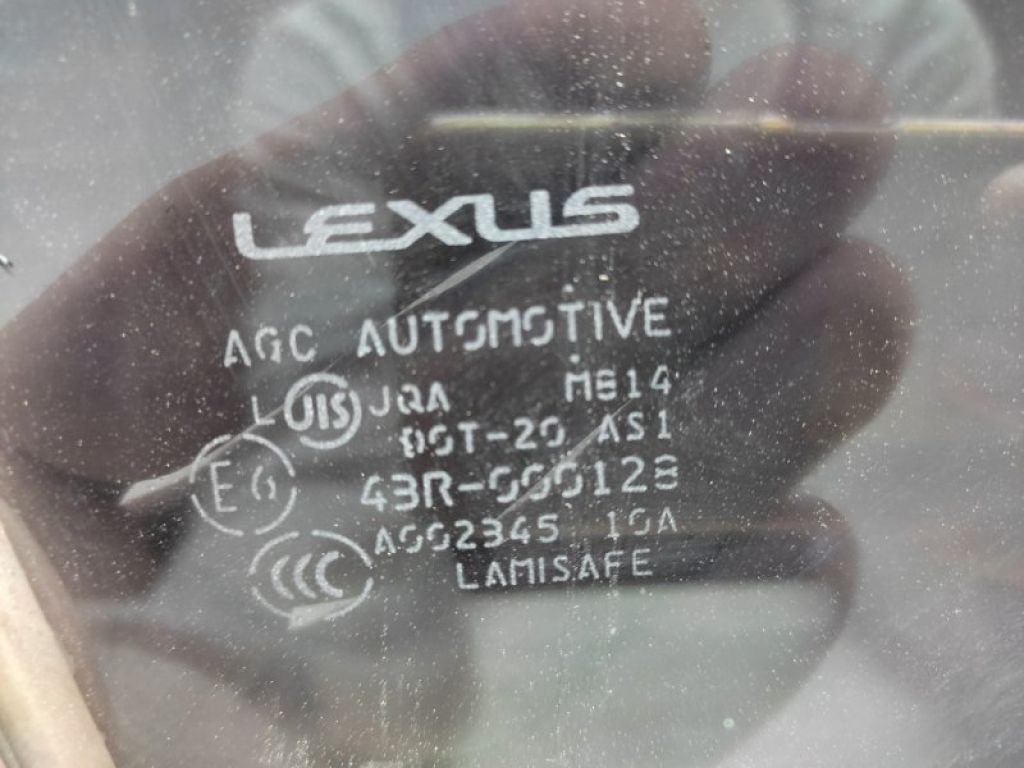 LEXUS
AGC AUTOMOTIVE
L JIS JQA M814
DOT-20 AS1
E6 43R-000128
CCC A002345 10A
LAMISAFE